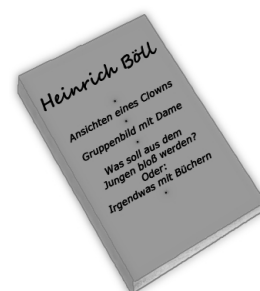 Heinrich Böll
Ansichten eines Clowns
Gruppenbild mit Dame
Was soll aus dem
Jungen bloß werden?
Oder:
Irgendwas mit Büchern